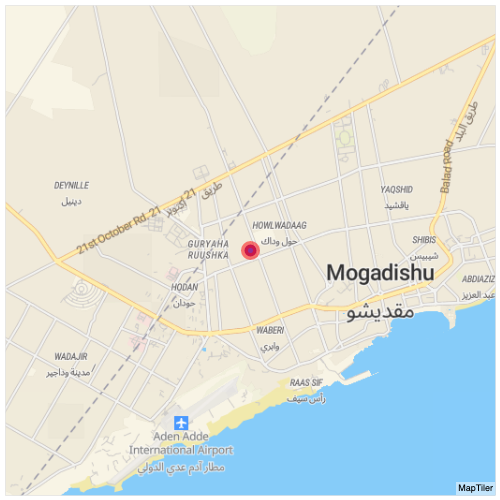 DEYNILLE
دينيل
21st October Rd. 21
طريق 21 أكتوبر
GURYAHA
RUUSHKA
HOWLWADAAG
حول وداك
YAQSHID
ياقشيد
Balad Road
طريق البلد
SHIBIS
شيبيس
ABDIAZIZ
عبد العزيز
Mogadishu
مقديشو
HODAN
حودان
WABERI
وابري
WADAJIR
مدينة وداجير
RAAS SIF
رأس سيف
Aden Adde
International Airport
مطار آدم عدي الدولي
MapTiler